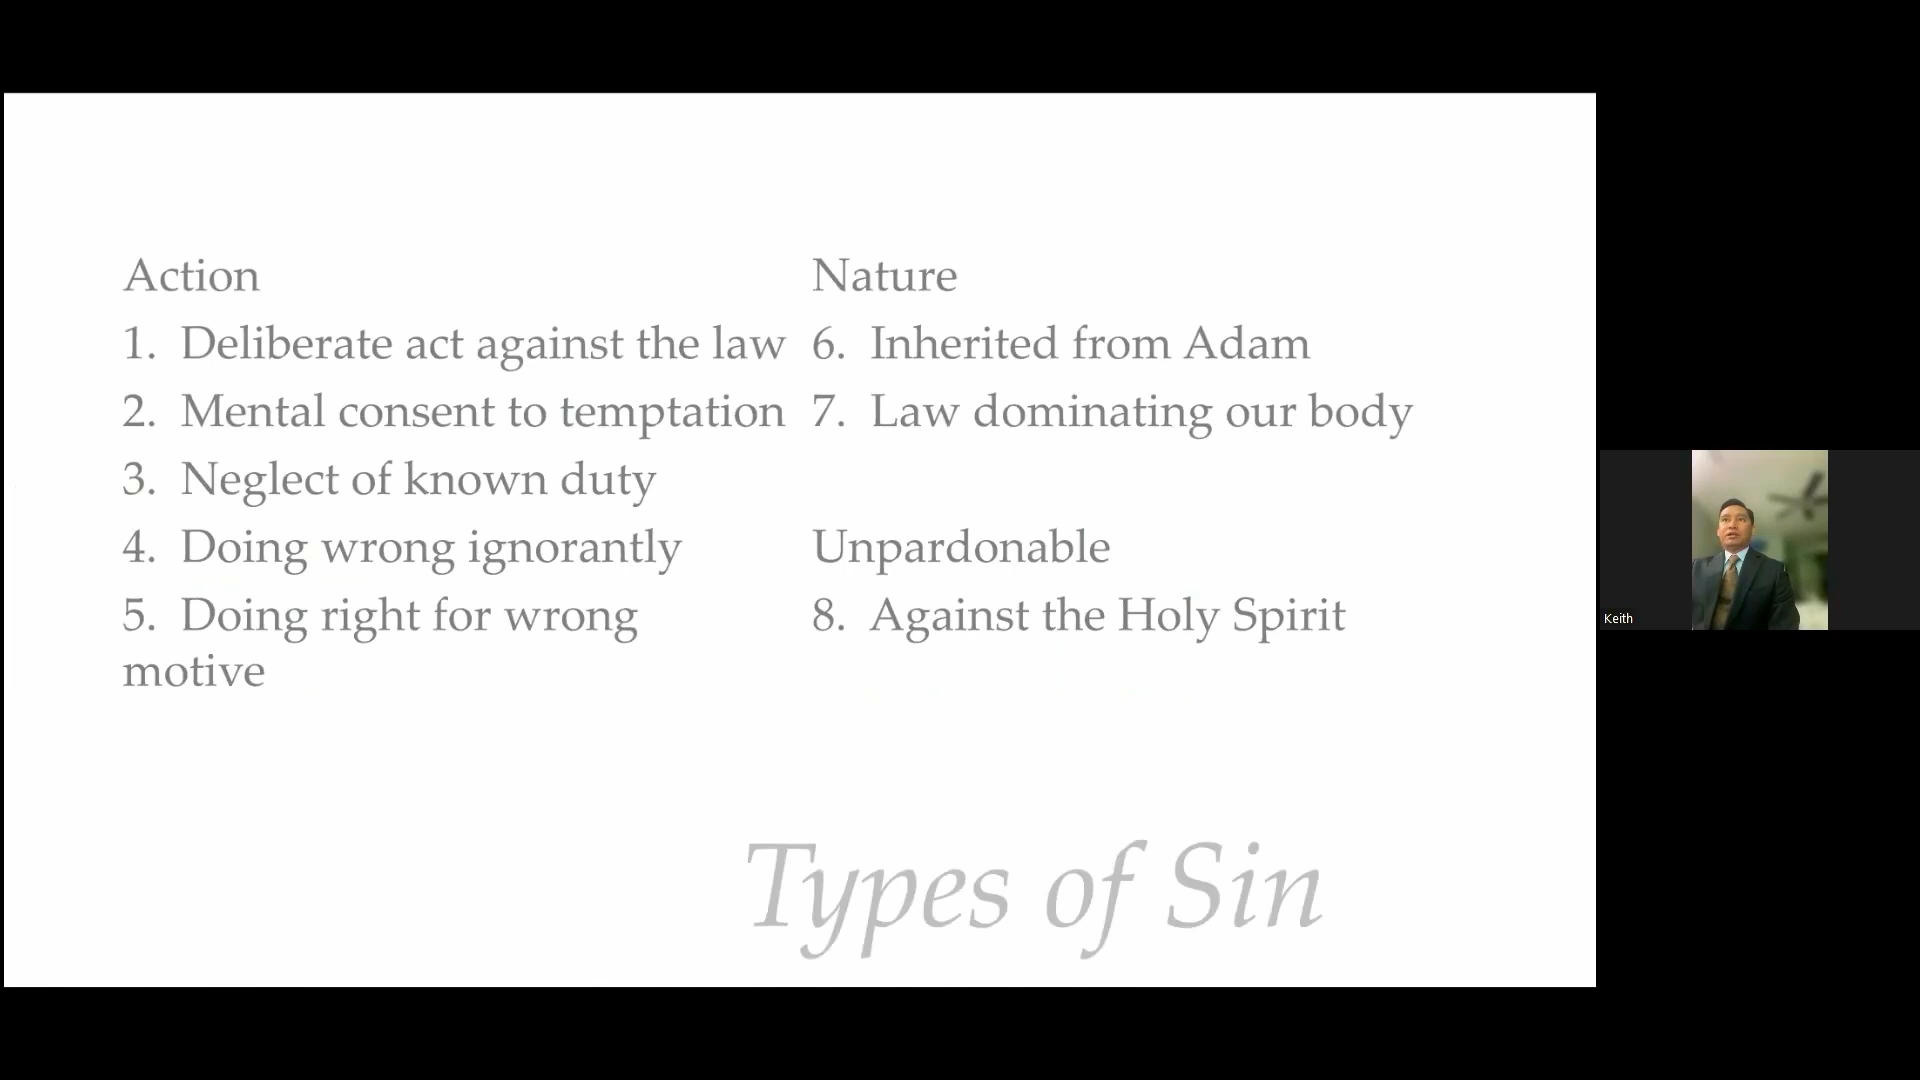 Action
1. Deliberate act against the law
2. Mental consent to temptation
3. Neglect of known duty
4. Doing wrong ignorantly
5. Doing right for wrong
motive
Nature
6. Inherited from Adam
7. Law dominating our body
Unpardonable
8. Against the Holy Spirit
Types of Sin
Keith